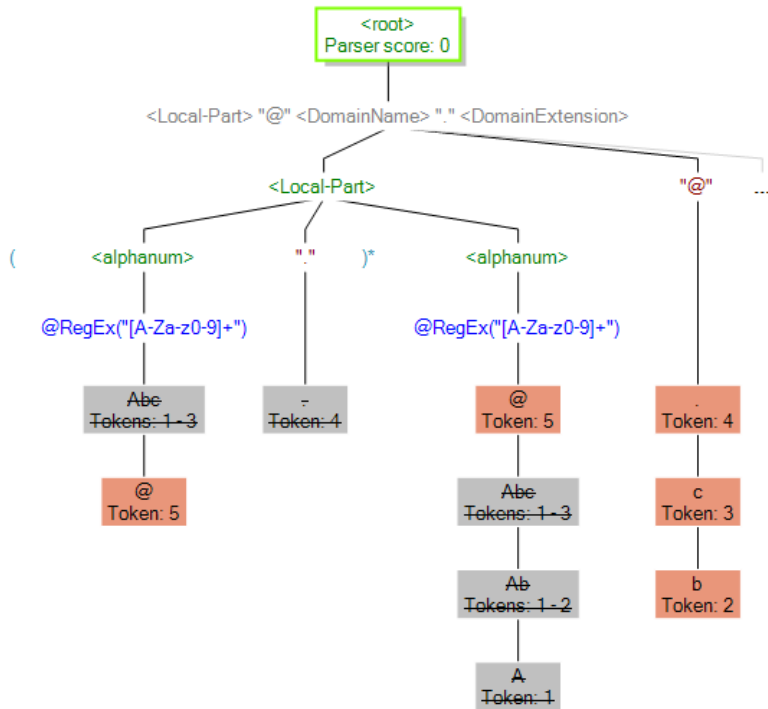 <root>
Parser score: 0
<Local-Part> "@" <DomainName> "." <DomainExtension>
<Local-Part> "@" ...
( <alphanum> "." )* <alphanum>
@RegEx("[A-Za-z0-9]+") @RegEx("[A-Za-z0-9]+")
Abc . @ .
Tokens: 1 - 3 Token: 4 Token: 5 Token: 4
@ Abc c
Token: 5 Tokens: 1 - 3 Token: 3
Ab b
Tokens: 1 - 2 Token: 2
A
Token: 1